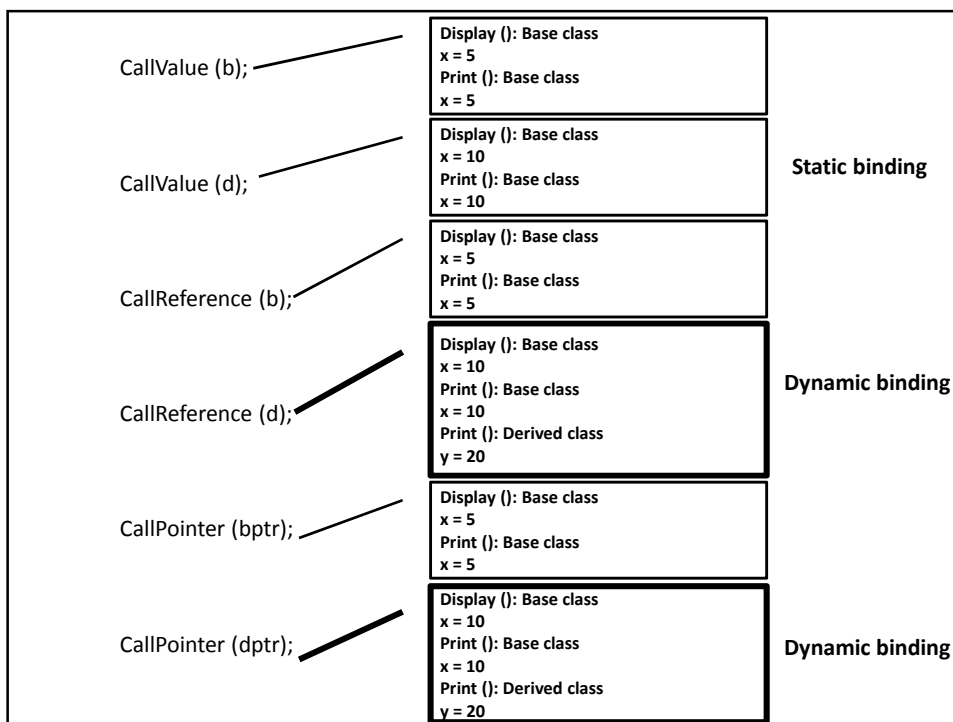 CallValue (b);
Display (): Base class
x = 5
Print (): Base class
x = 5
CallValue (d);
Display (): Base class
x = 10
Print (): Base class
x = 10
Static binding
CallReference (b);
Display (): Base class
x = 5
Print (): Base class
x = 5
CallReference (d);
Display (): Base class
x = 10
Print (): Base class
x = 10
Print (): Derived class
y = 20
Dynamic binding
CallPointer (bptr);
Display (): Base class
x = 5
Print (): Base class
x = 5
CallPointer (dptr);
Display (): Base class
x = 10
Print (): Base class
x = 10
Print (): Derived class
y = 20
Dynamic binding